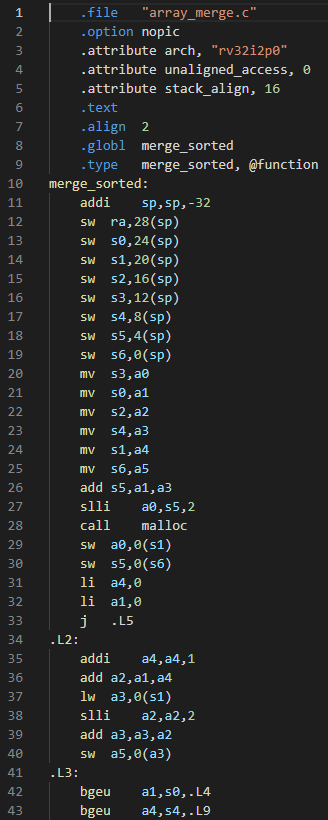 1 .file "array_merge.c"
2 .option nopic
3 .attribute arch, "rv32i2p0"
4 .attribute unaligned_access, 0
5 .attribute stack_align, 16
6 .text
7 .align 2
8 .globl merge_sorted
9 .type merge_sorted, @function
10 merge_sorted:
11 addi sp,sp,-32
12 sw ra,28(sp)
13 sw s0,24(sp)
14 sw s1,20(sp)
15 sw s2,16(sp)
16 sw s3,12(sp)
17 sw s4,8(sp)
18 sw s5,4(sp)
19 sw s6,0(sp)
20 mv s3,a0
21 mv s0,a1
22 mv s2,a2
23 mv s4,a3
24 mv s1,a4
25 mv s6,a5
26 add s5,a1,a3
27 slli a0,s5,2
28 call malloc
29 sw a0,0(s1)
30 sw s5,0(s6)
31 li a4,0
32 li a1,0
33 j .L5
34 .L2:
35 addi a4,a4,1
36 add a2,a1,a4
37 lw a3,0(s1)
38 slli a2,a2,2
39 add a3,a3,a2
40 sw a5,0(a3)
41 .L3:
42 bgeu a1,s0,.L4
43 bgeu a4,s4,.L9